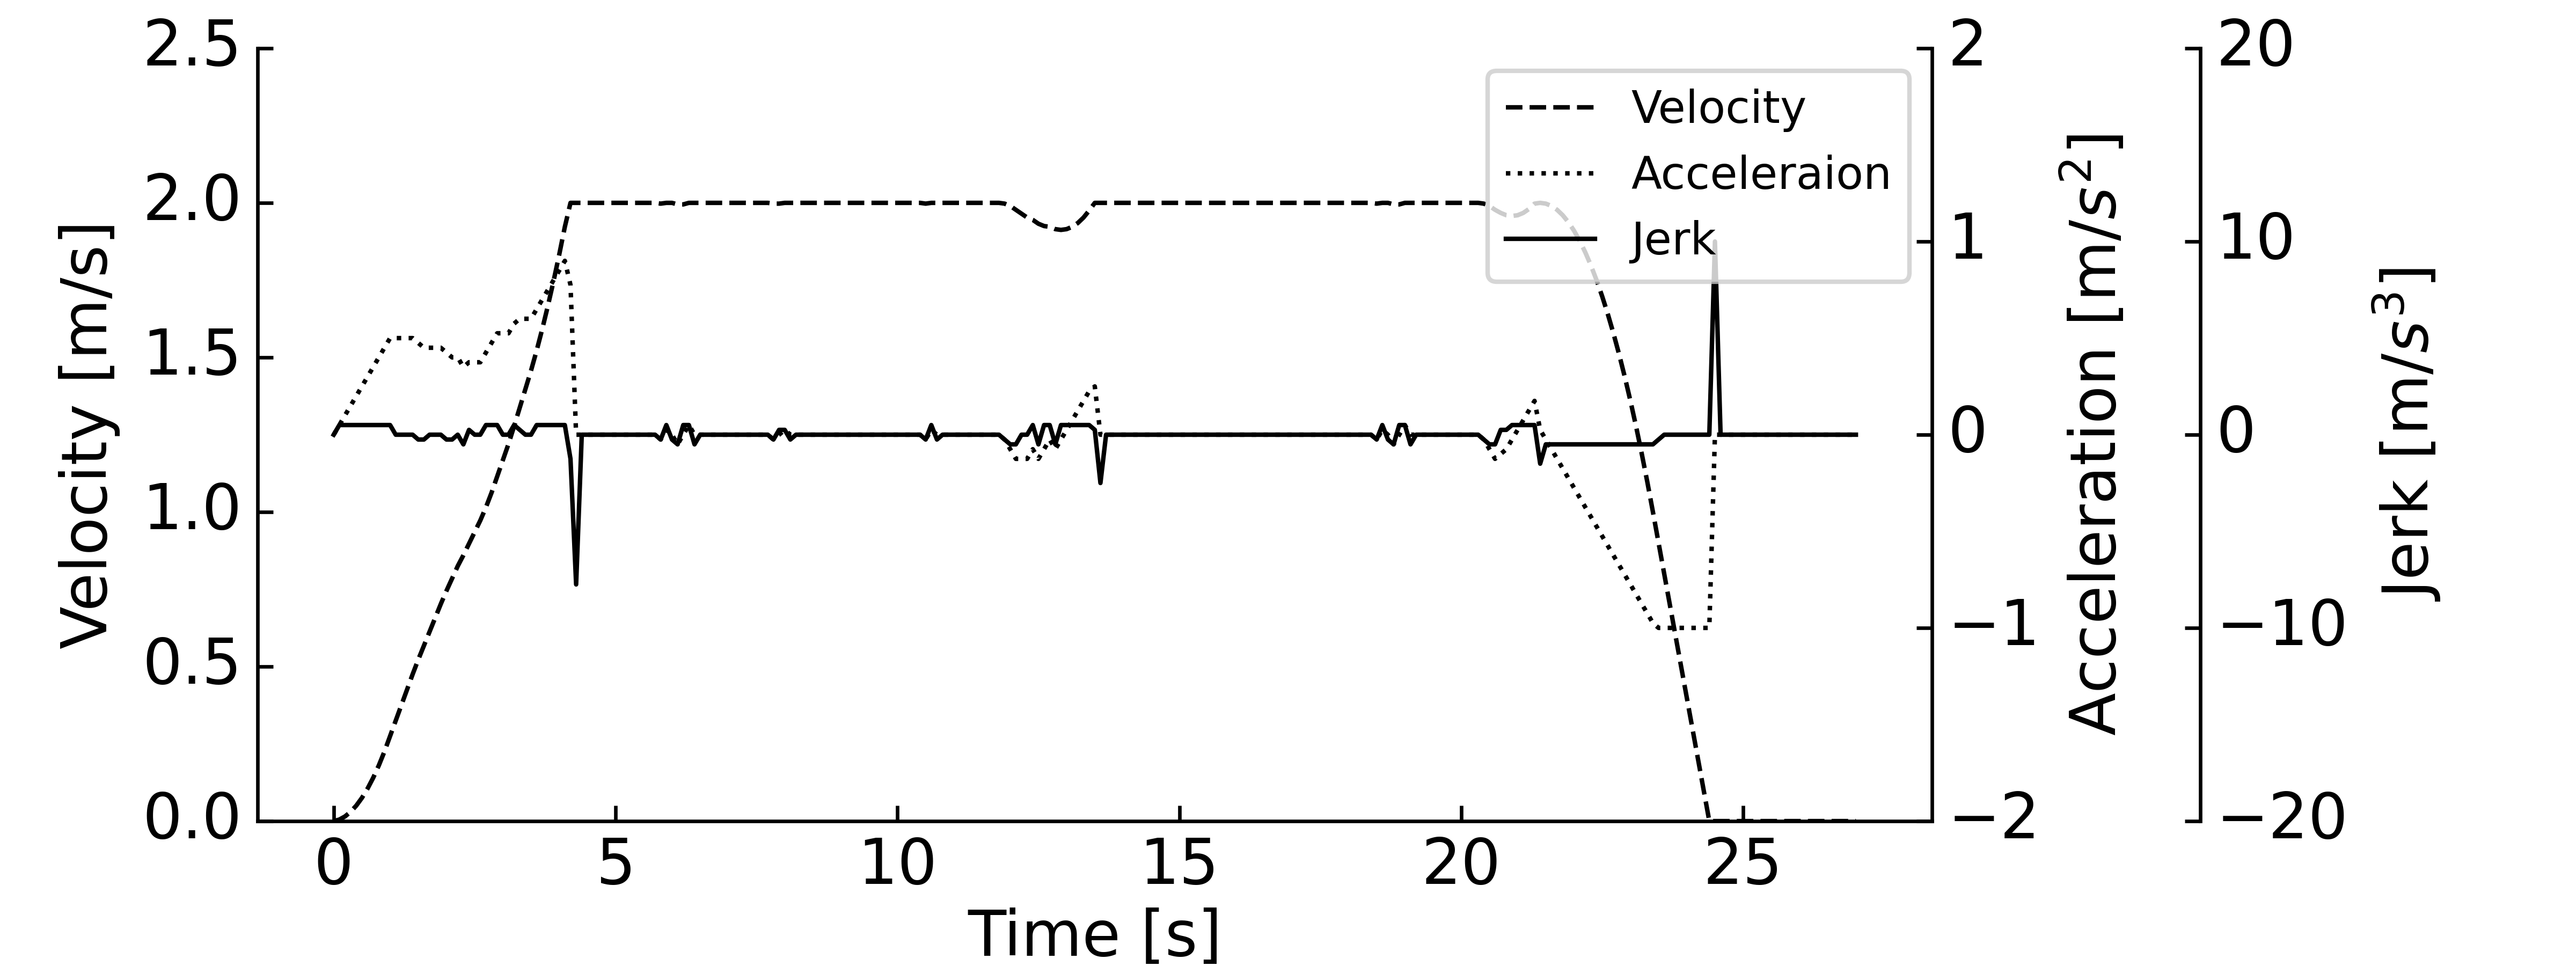 Velocity [m/s]
2.5
2.0
1.5
1.0
0.5
0.0
0 5 10 15 20 25
Time [s]
Velocity
Acceleraion
Jerk
2
1
0
−1
−2
Acceleration [m/s²]
20
10
0
−10
−20
Jerk [m/s³]